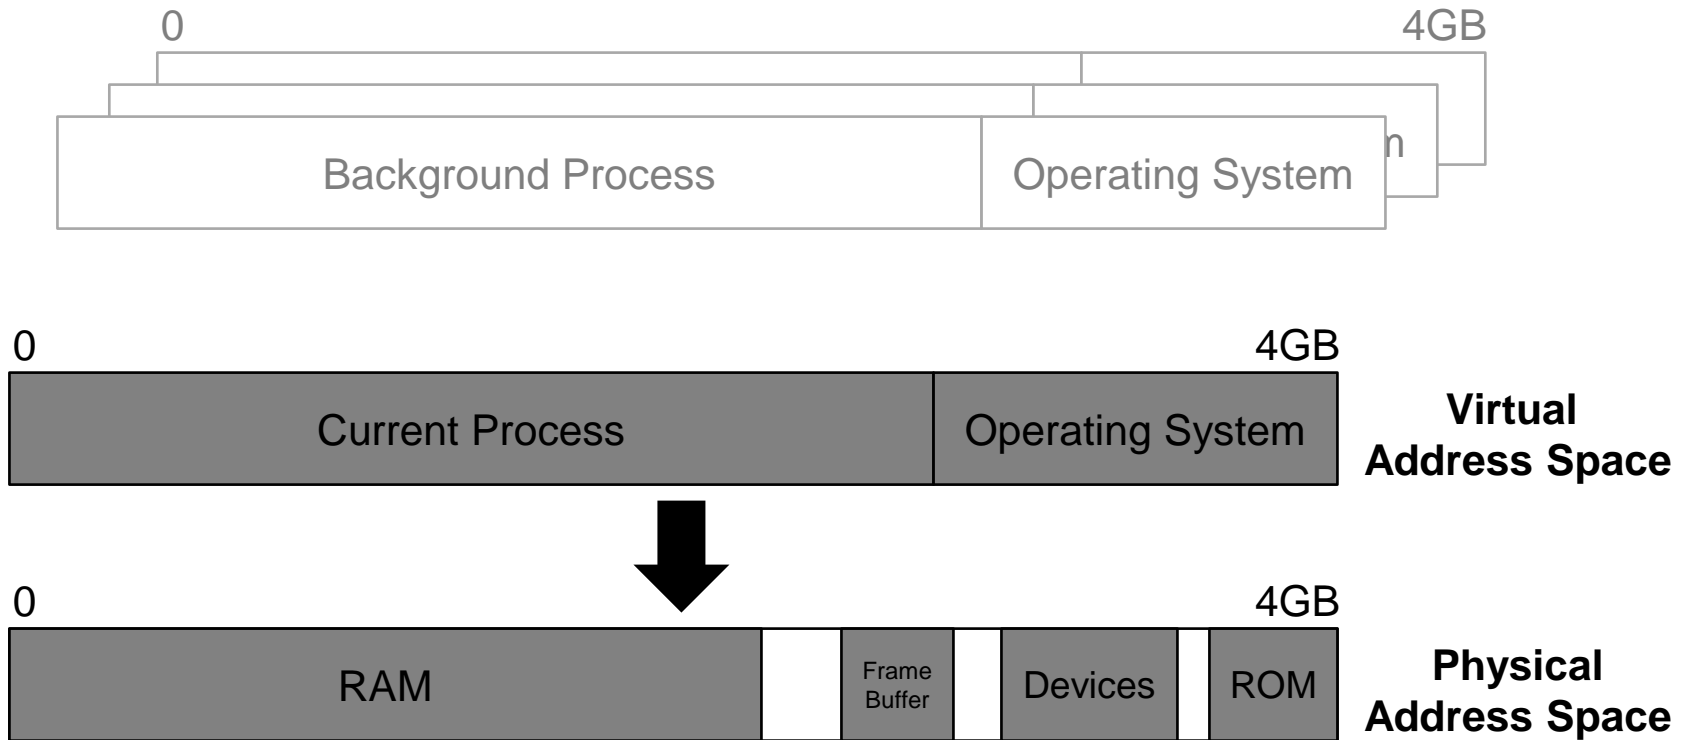 0 4GB
Background Process Operating System m
0 4GB
Current Process Operating System
Virtual
Address Space
0 4GB
RAM Frame
Buffer Devices ROM
Physical
Address Space